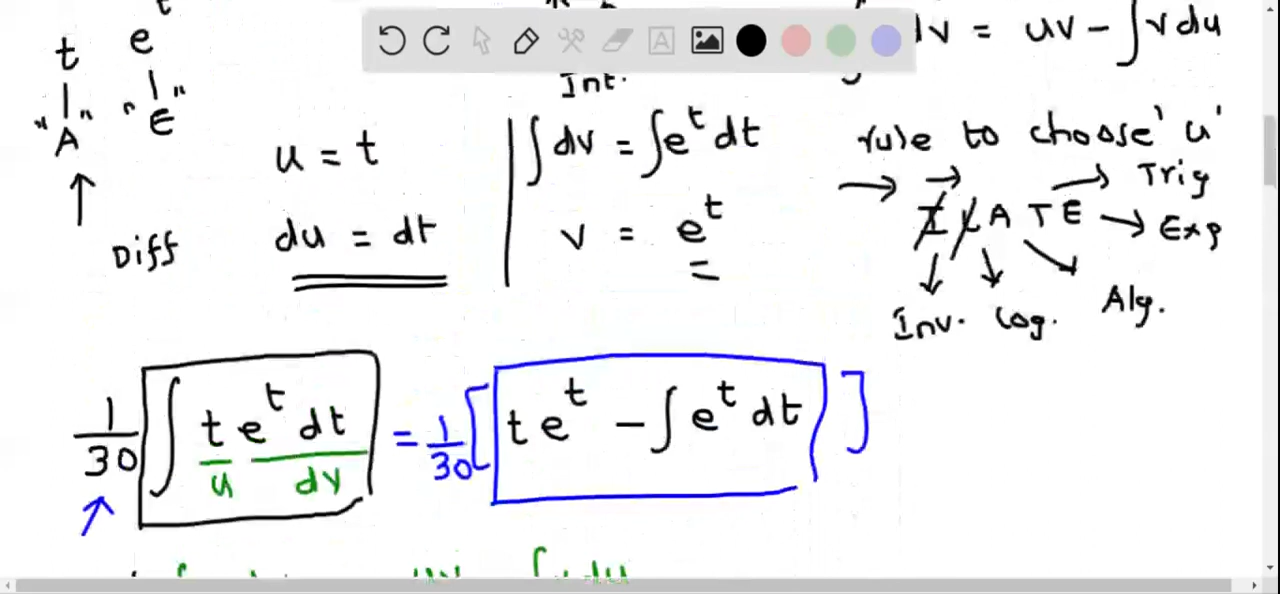 t e^t
"A" "E"
Diff
Int.
u = t
du = dt
∫dv = ∫e^t dt
v = e^t
dv = uv - ∫v du
rule to choose 'u'
I L A T E → Trig
→ Exp
Inv. Log. Alg.
1/30 ∫ t e^t dt = 1/30 [ t e^t - ∫ e^t dt ]
u dv